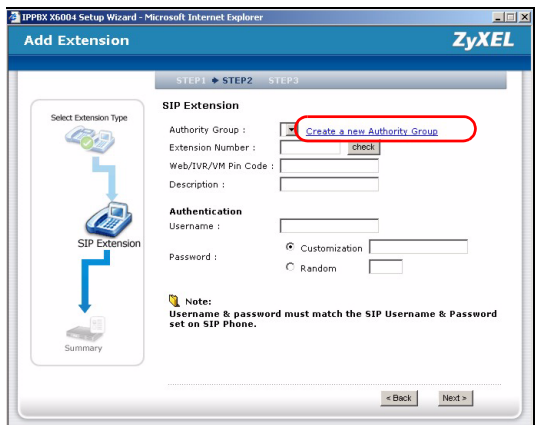 IPPBX X6004 Setup Wizard - Microsoft Internet Explorer
Add Extension
ZyXEL
STEP1 STEP2 STEP3
Select Extension Type
SIP Extension
Summary
SIP Extension
Authority Group :
Create a new Authority Group
Extension Number :
check
Web/IVR/VM Pin Code :
Description :
Authentication
Username :
Password :
Customization
Random
Note:
Username & password must match the SIP Username & Password
set on SIP Phone.
< Back
Next >